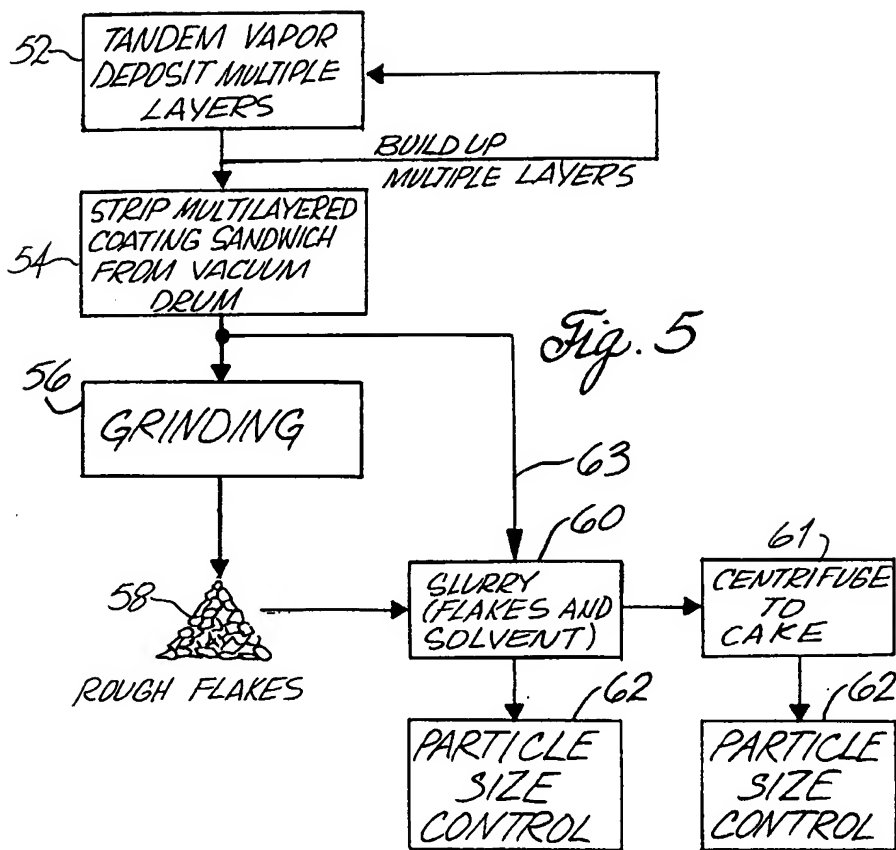 52
TANDEM VAPOR
DEPOSIT MULTIPLE
LAYERS
BUILD UP
MULTIPLE LAYERS
54
STRIP MULTILAYERED
COATING SANDWICH
FROM VACUUM
DRUM
Fig. 5
56
GRINDING
63
58
ROUGH FLAKES
60
SLURRY
(FLAKES AND
SOLVENT)
61
CENTRIFUGE
TO
CAKE
62
PARTICLE
SIZE
CONTROL
62
PARTICLE
SIZE
CONTROL